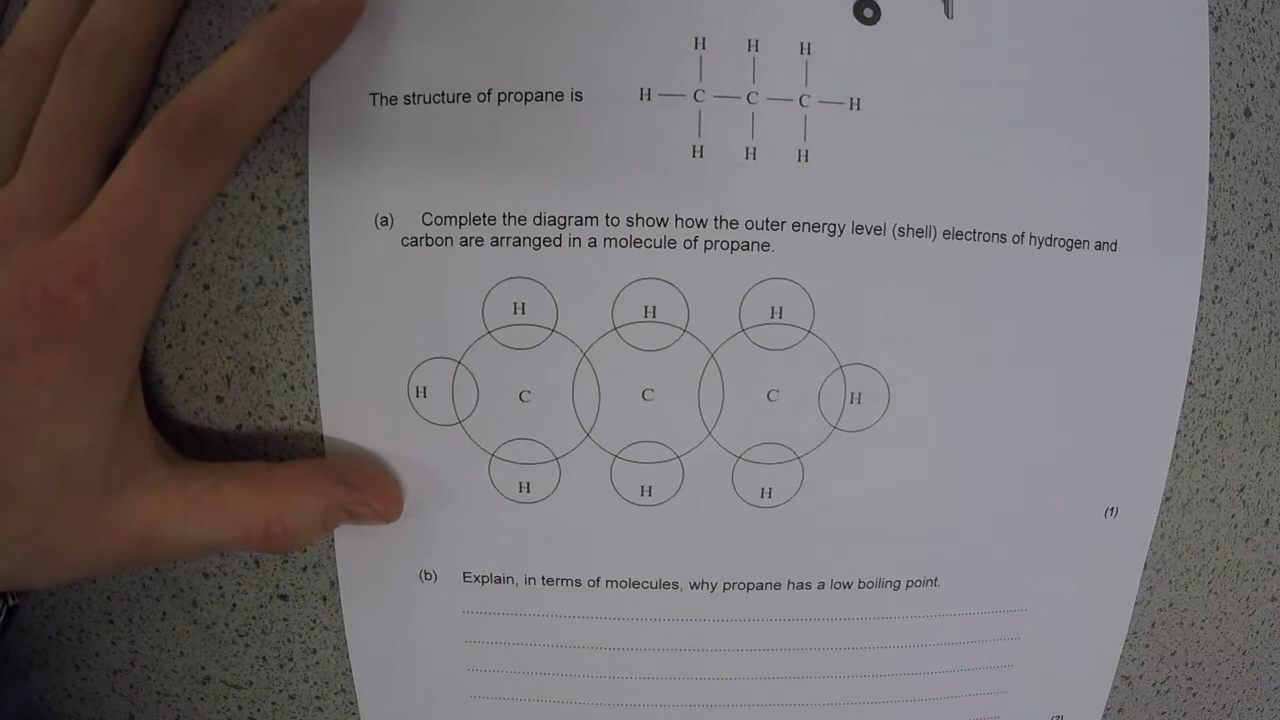 H H H
The structure of propane is H — C — C — C — H
H H H
(a) Complete the diagram to show how the outer energy level (shell) electrons of hydrogen and
carbon are arranged in a molecule of propane.
H H H
H C C C H
H H H
(1)
(b) Explain, in terms of molecules, why propane has a low boiling point.